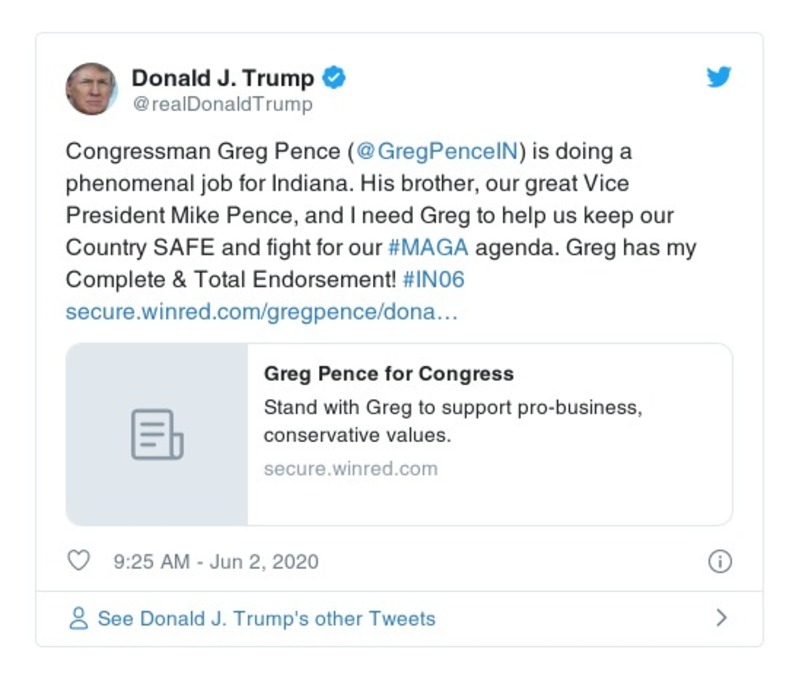 Donald J. Trump
@realDonaldTrump
Congressman Greg Pence (@GregPenceIN) is doing a
phenomenal job for Indiana. His brother, our great Vice
President Mike Pence, and I need Greg to help us keep our
Country SAFE and fight for our #MAGA agenda. Greg has my
Complete & Total Endorsement! #IN06
secure.winred.com/gregpence/dona…
Greg Pence for Congress
Stand with Greg to support pro-business,
conservative values.
secure.winred.com
9:25 AM - Jun 2, 2020
See Donald J. Trump's other Tweets